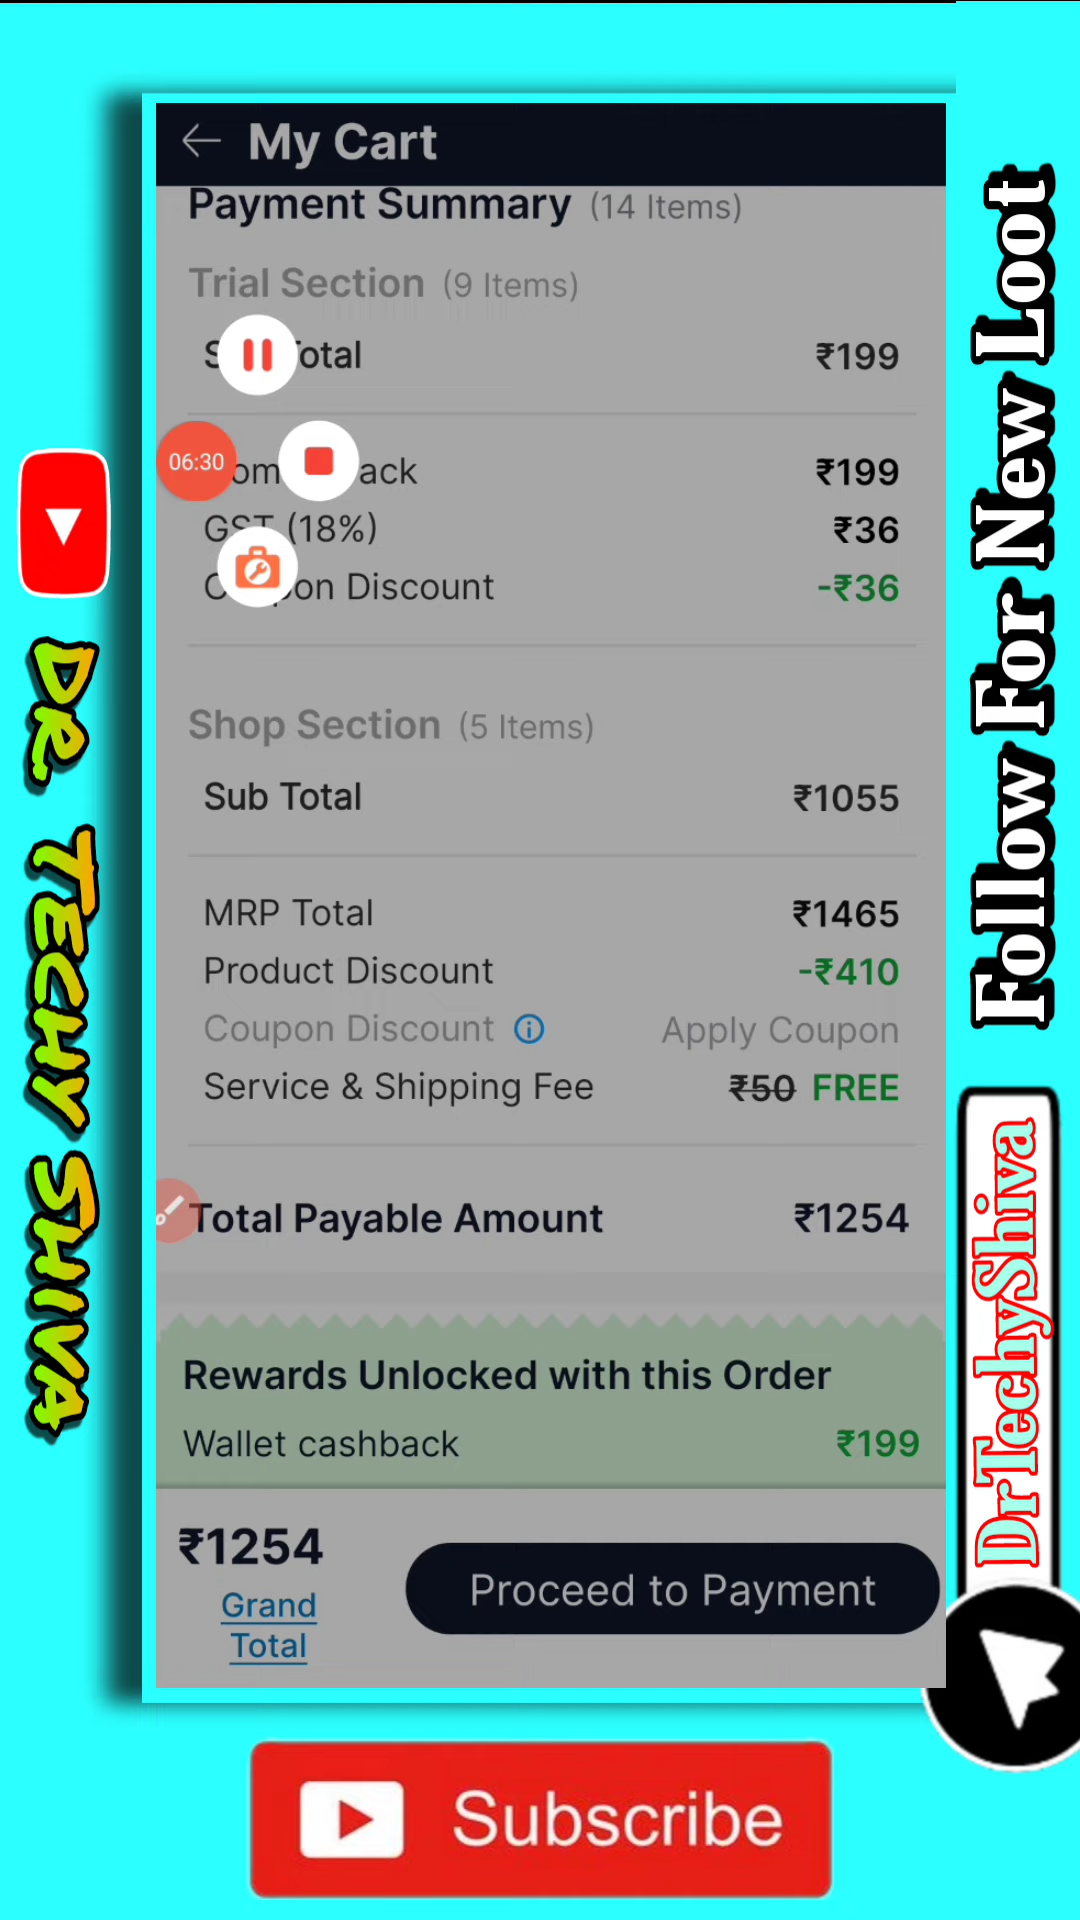 My Cart
Payment Summary (14 Items)
Trial Section (9 Items)
otal ₹199
06:30
ack ₹199
GST (18%) ₹36
on Discount -₹36
Shop Section (5 Items)
Sub Total ₹1055
MRP Total ₹1465
Product Discount -₹410
Coupon Discount Apply Coupon
Service & Shipping Fee ₹50 FREE
Total Payable Amount ₹1254
Rewards Unlocked with this Order
Wallet cashback ₹199
₹1254
Grand
Total
Proceed to Payment
DR. TECHY SHIVA
Follow For New Loot
DrTechyShiva
Subscribe